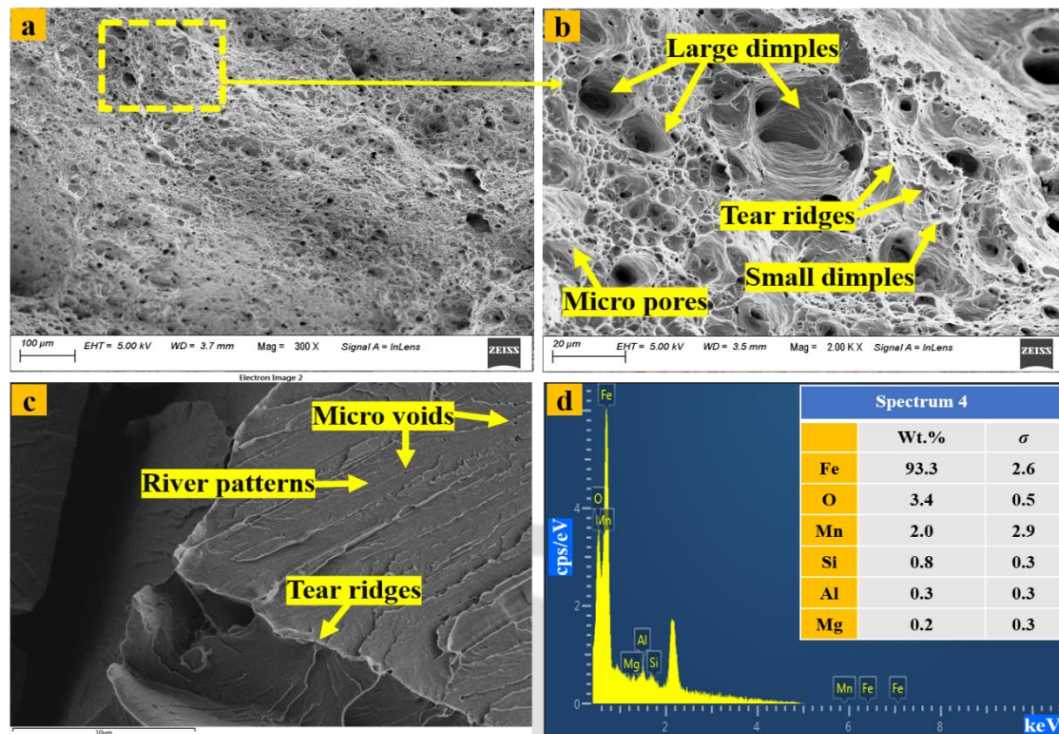 a
Large dimples
Tear ridges
Small dimples
Micro pores
b
100 µm
EHT = 5.00 kV WD = 3.7 mm Mag = 300 X Signal A = InLens
ZEISS
20 µm
EHT = 5.00 kV WD = 3.5 mm Mag = 2.00 K X Signal A = InLens
ZEISS
Electron Image 2
c
Micro voids
River patterns
Tear ridges
10µm
d
Fe
O
Mn
4
cps/eV
2
Al
Mg Si
Mn Fe Fe
0
2 4 6 8 keV
Spectrum 4
Wt.% σ
Fe 93.3 2.6
O 3.4 0.5
Mn 2.0 2.9
Si 0.8 0.3
Al 0.3 0.3
Mg 0.2 0.3